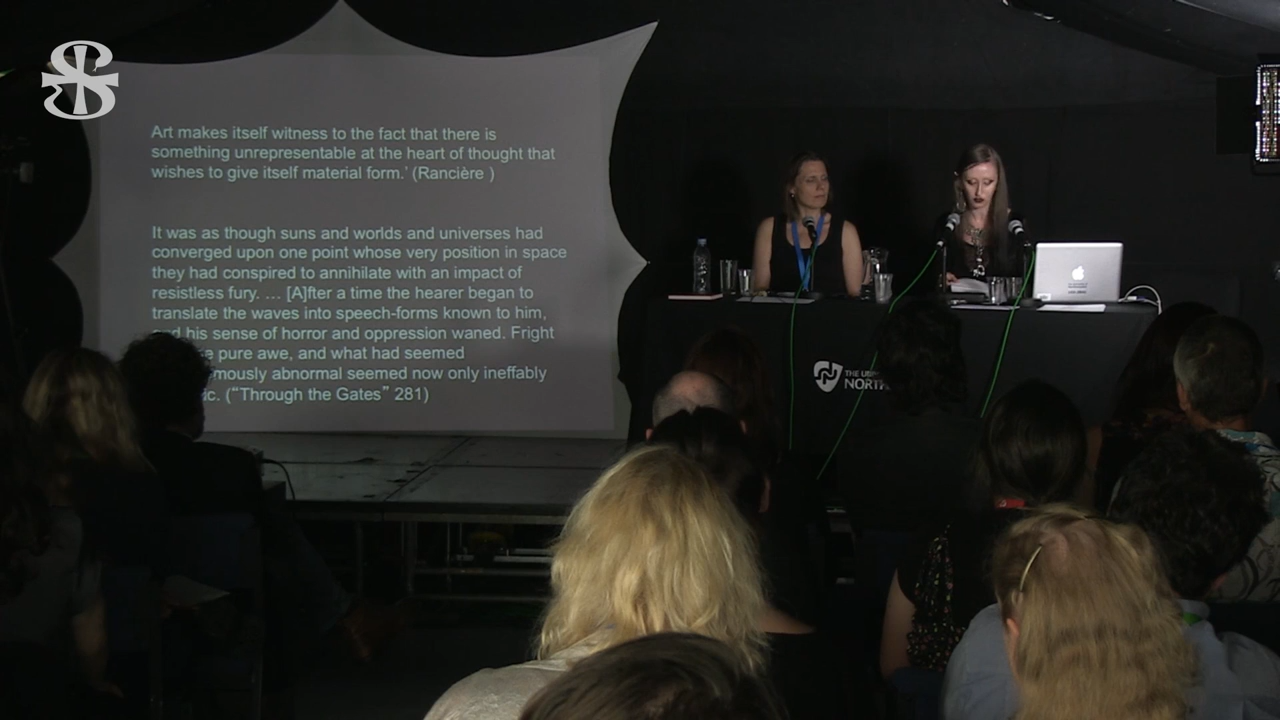 Art makes itself witness to the fact that there is
something unrepresentable at the heart of thought that
wishes to give itself material form.' (Rancière )
It was as though suns and worlds and universes had
converged upon one point whose very position in space
they had conspired to annihilate with an impact of
resistless fury. … [A]fter a time the hearer began to
translate the waves into speech-forms known to him,
and his sense of horror and oppression waned. Fright
pure awe, and what had seemed
seemed now only ineffably
(“Through the Gates” 281)
THE